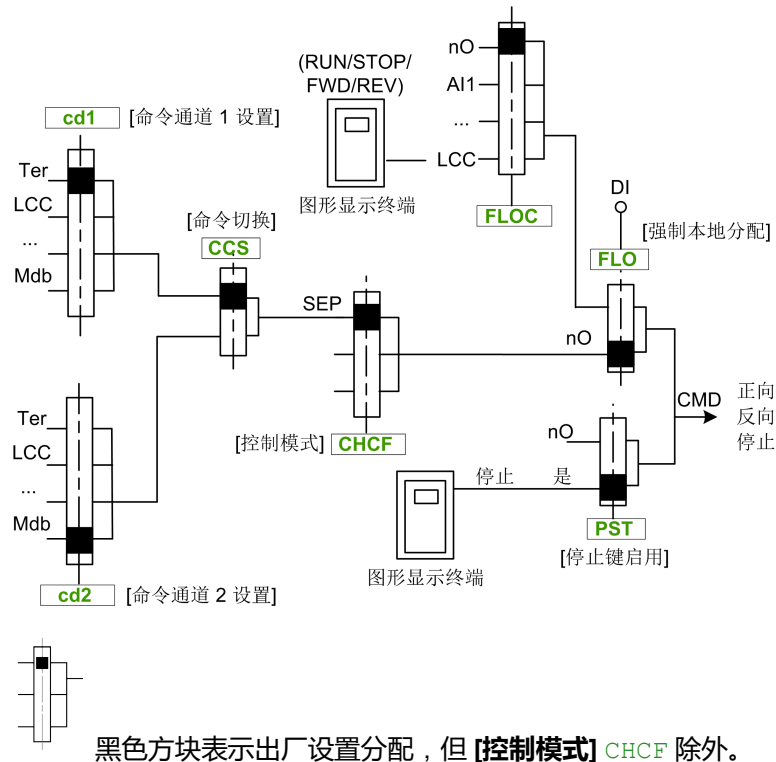 (RUN/STOP/
FWD/REV)
nO
AI1
...
LCC
图形显示终端
FLOC
cd1 [命令通道 1 设置]
Ter
LCC
...
Mdb
[命令切换]
CCS
DI
[强制本地分配]
FLO
SEP
nO
[控制模式] CHCF
CMD
正向
反向
停止
Ter
LCC
...
Mdb
cd2 [命令通道 2 设置]
nO
停止 是
图形显示终端
PST
[停止键启用]
黑色方块表示出厂设置分配，但 [控制模式] CHCF 除外。